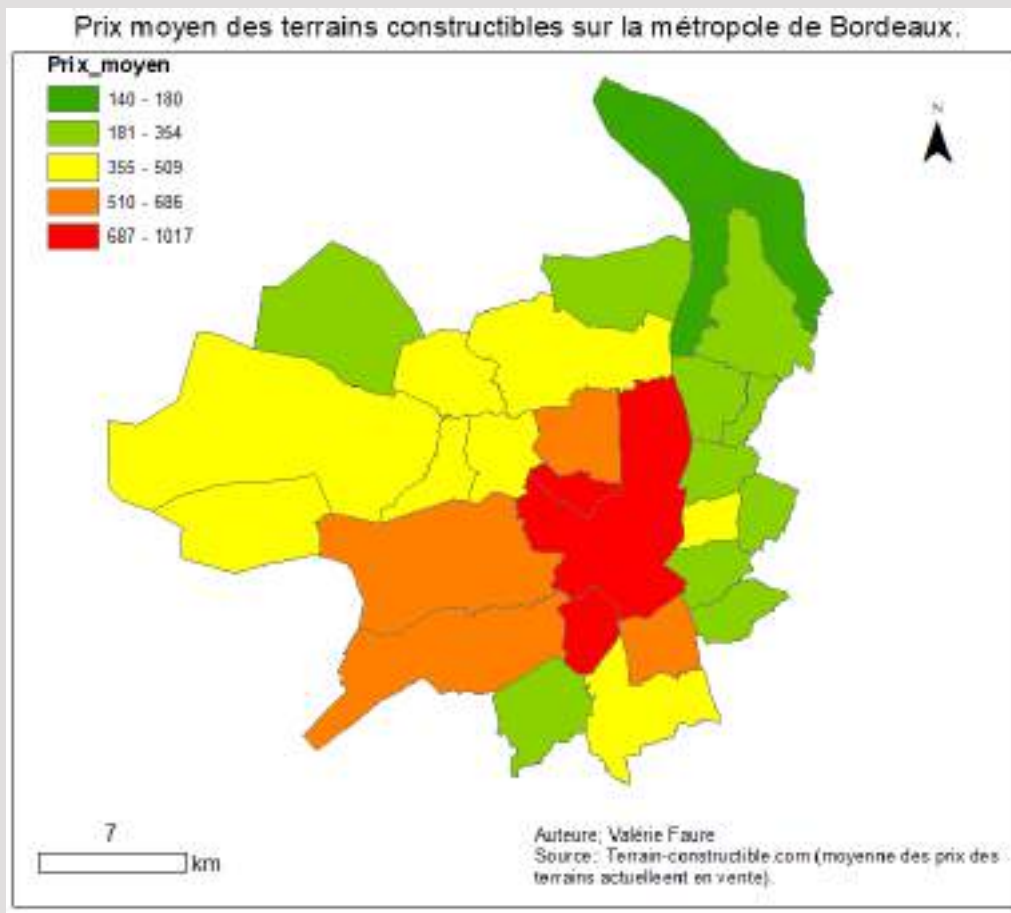 Prix moyen des terrains constructibles sur la métropole de Bordeaux.
Prix_moyen
140 - 180
181 - 354
355 - 509
510 - 686
687 - 1017
N
7
km
Auteure; Valérie Faure
Source: Terrain-constructible.com (moyenne des prix des
terrains actuelleent en vente).